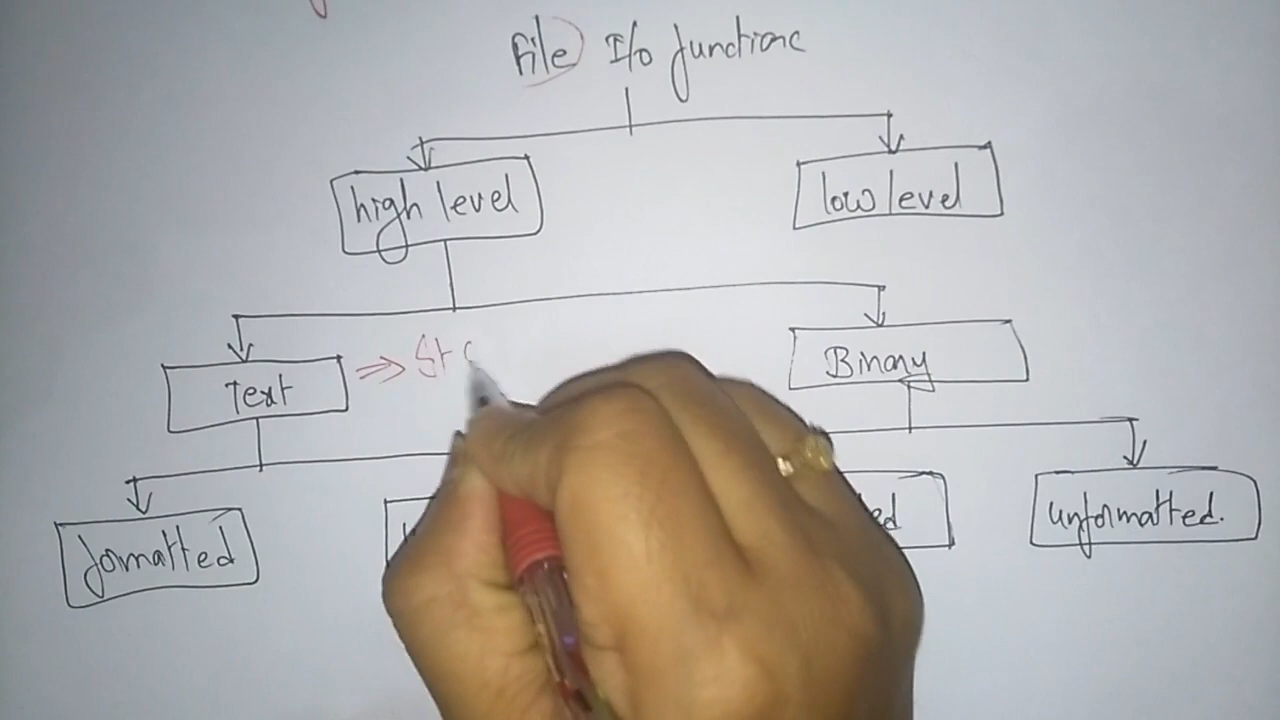 File I/o functions
high level
low level
Text
Binary
formatted
unformatted.